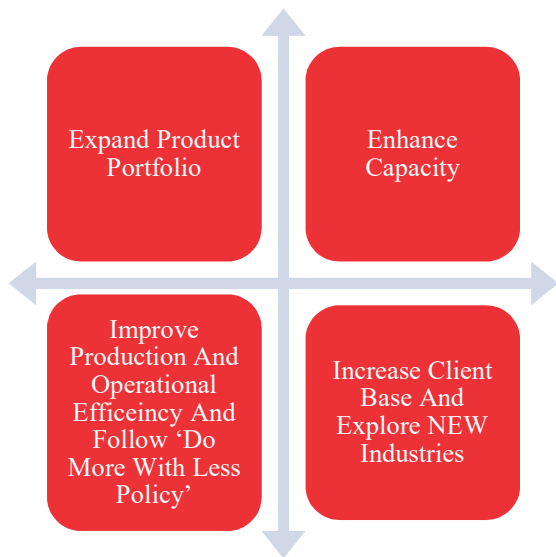 Expand Product
Portfolio
Enhance
Capacity
Improve
Production And
Operational
Efficeincy And
Follow ‘Do
More With Less
Policy’
Increase Client
Base And
Explore NEW
Industries